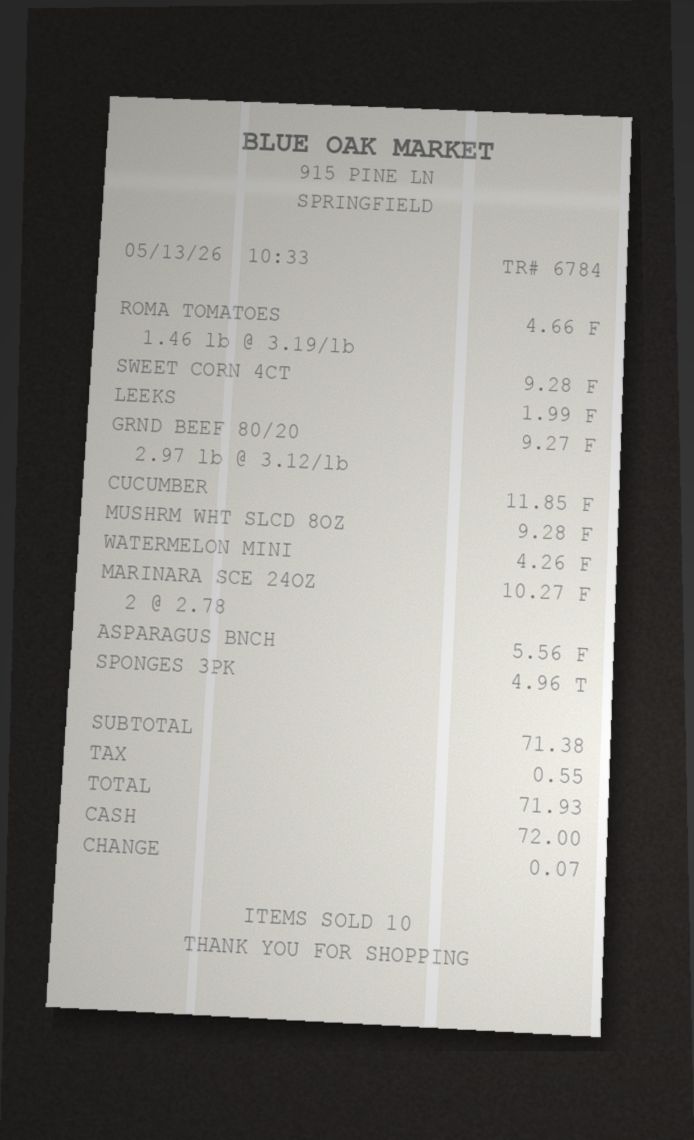 BLUE OAK MARKET
915 PINE LN
SPRINGFIELD
05/13/26 10:33 TR# 6784
ROMA TOMATOES 4.66 F
1.46 lb @ 3.19/lb
SWEET CORN 4CT 9.28 F
LEEKS 1.99 F
GRND BEEF 80/20 9.27 F
2.97 lb @ 3.12/lb
CUCUMBER 11.85 F
MUSHRM WHT SLCD 8OZ 9.28 F
WATERMELON MINI 4.26 F
MARINARA SCE 24OZ 10.27 F
2 @ 2.78
ASPARAGUS BNCH 5.56 F
SPONGES 3PK 4.96 T
SUBTOTAL 71.38
TAX 0.55
TOTAL 71.93
CASH 72.00
CHANGE 0.07
ITEMS SOLD 10
THANK YOU FOR SHOPPING